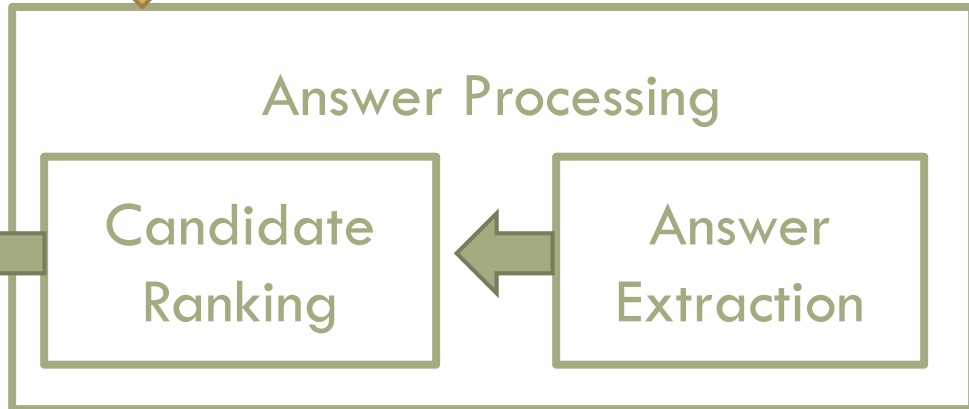 Answer Processing
Candidate
Ranking
Answer
Extraction